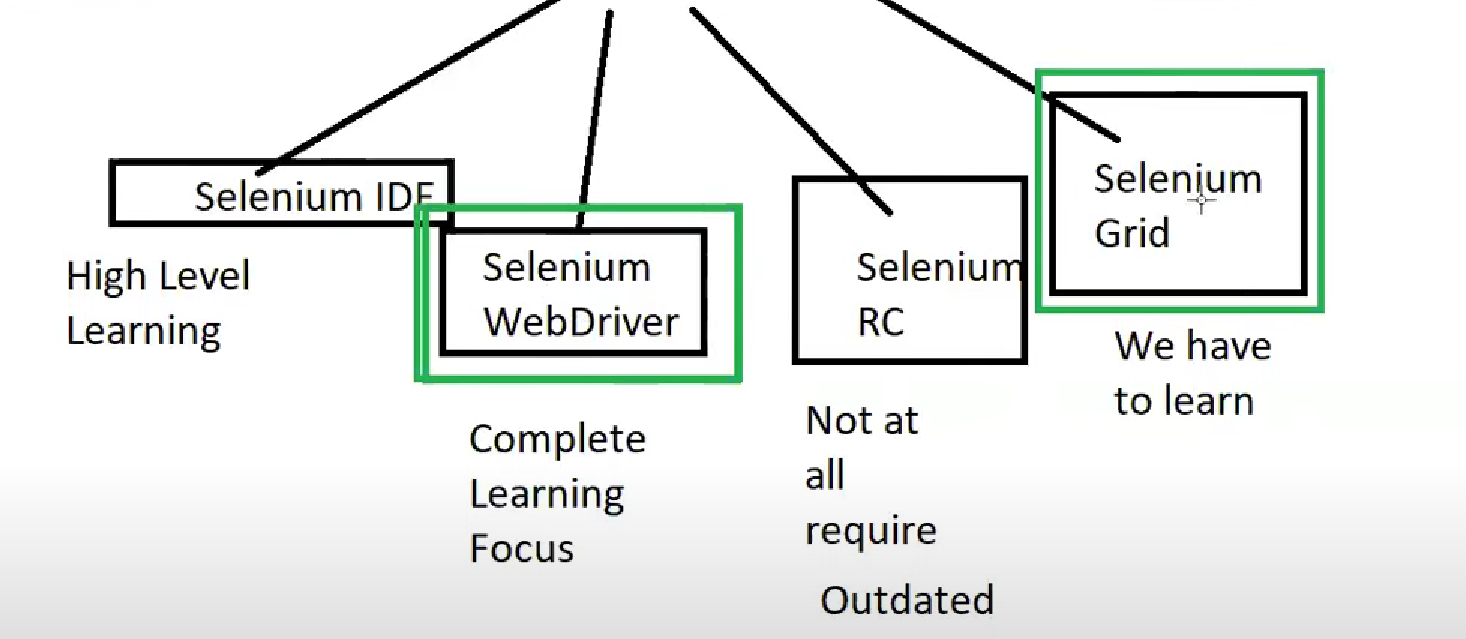 Selenium IDE
High Level
Learning
Selenium
WebDriver
Complete
Learning
Focus
Selenium
RC
Not at
all
require
Outdated
Selenium
Grid
We have
to learn